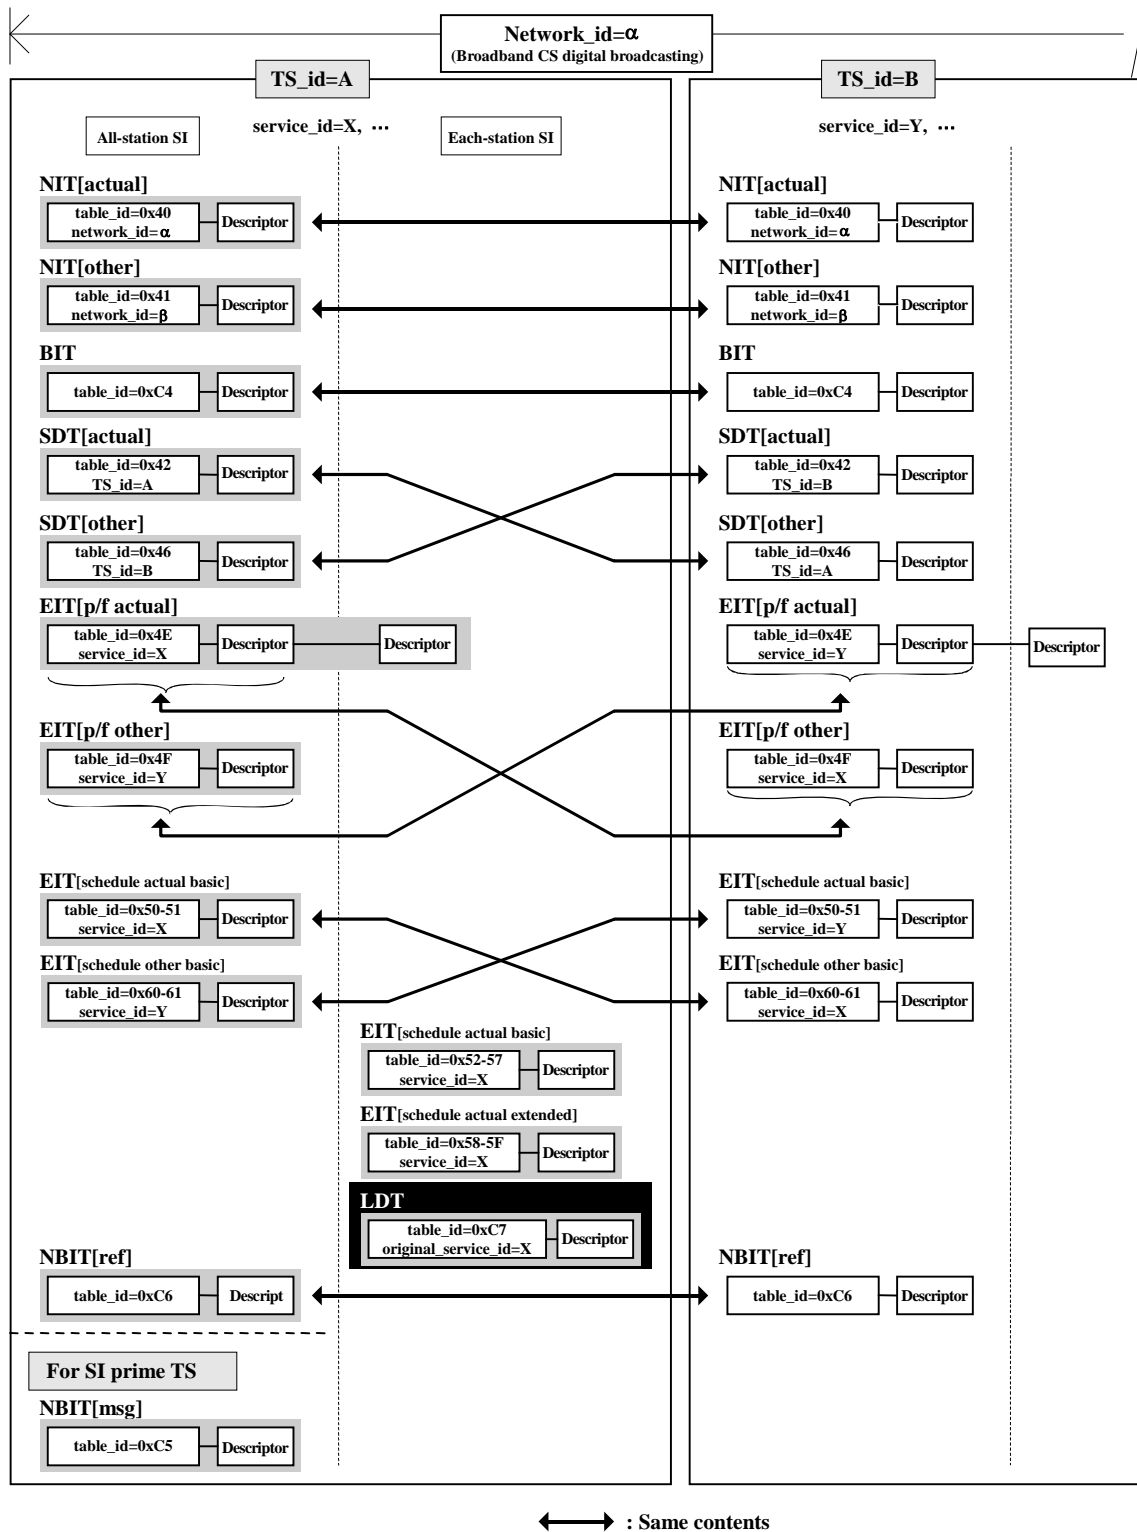 Network_id=α
(Broadband CS digital broadcasting)
TS_id=A
service_id=X, ···
All-station SI
Each-station SI
NIT[actual]
table_id=0x40
network_id=α
Descriptor
NIT[other]
table_id=0x41
network_id=β
Descriptor
BIT
table_id=0xC4
Descriptor
SDT[actual]
table_id=0x42
TS_id=A
Descriptor
SDT[other]
table_id=0x46
TS_id=B
Descriptor
EIT[p/f actual]
table_id=0x4E
service_id=X
Descriptor
Descriptor
EIT[p/f other]
table_id=0x4F
service_id=Y
Descriptor
EIT[schedule actual basic]
table_id=0x50-51
service_id=X
Descriptor
EIT[schedule other basic]
table_id=0x60-61
service_id=Y
Descriptor
EIT[schedule actual basic]
table_id=0x52-57
service_id=X
Descriptor
EIT[schedule actual extended]
table_id=0x58-5F
service_id=X
Descriptor
LDT
table_id=0xC7
original_service_id=X
Descriptor
NBIT[ref]
table_id=0xC6
Descript
For SI prime TS
NBIT[msg]
table_id=0xC5
Descriptor
TS_id=B
service_id=Y, ···
NIT[actual]
table_id=0x40
network_id=α
Descriptor
NIT[other]
table_id=0x41
network_id=β
Descriptor
BIT
table_id=0xC4
Descriptor
SDT[actual]
table_id=0x42
TS_id=B
Descriptor
SDT[other]
table_id=0x46
TS_id=A
Descriptor
EIT[p/f actual]
table_id=0x4E
service_id=Y
Descriptor
Descriptor
EIT[p/f other]
table_id=0x4F
service_id=X
Descriptor
EIT[schedule actual basic]
table_id=0x50-51
service_id=Y
Descriptor
EIT[schedule other basic]
table_id=0x60-61
service_id=X
Descriptor
NBIT[ref]
table_id=0xC6
Descriptor
: Same contents